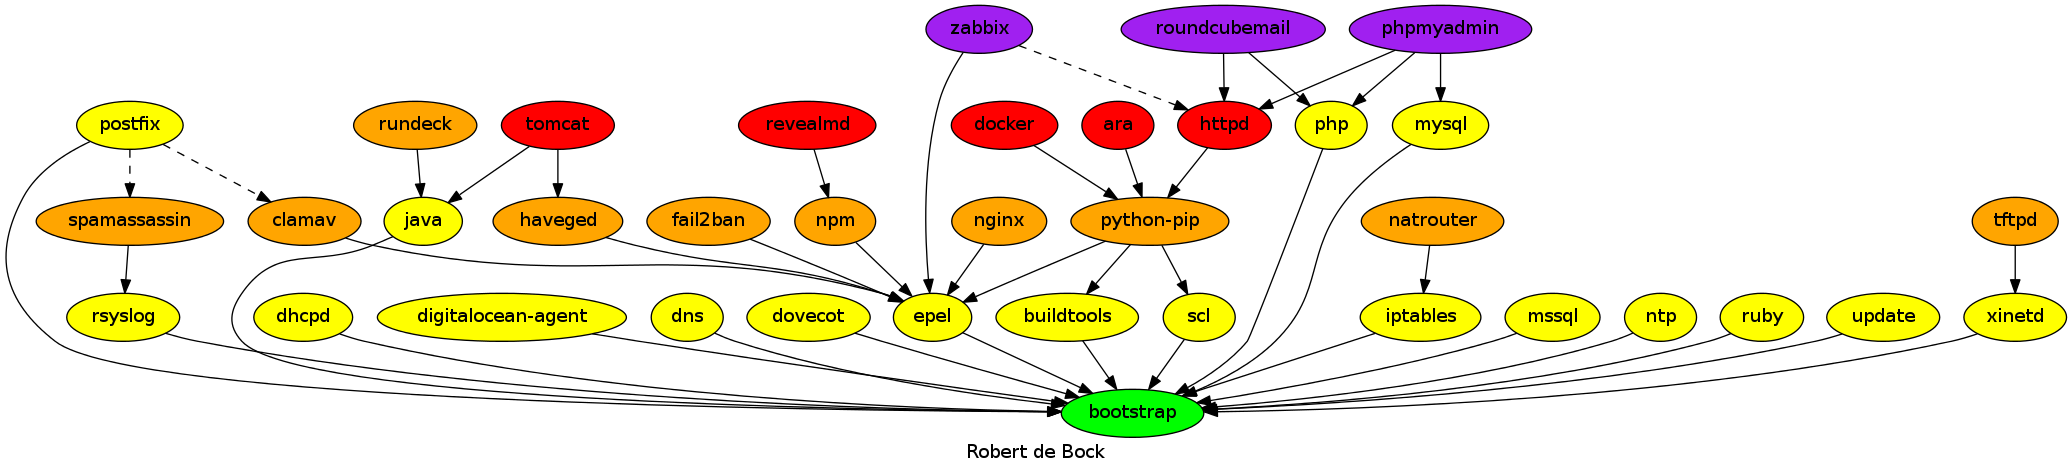 zabbix
roundcubemail
phpmyadmin
postfix
rundeck
tomcat
revealmd
docker
ara
httpd
php
mysql
spamassassin
clamav
java
haveged
fail2ban
npm
nginx
python-pip
natrouter
tftpd
rsyslog
dhcpd
digitalocean-agent
dns
dovecot
epel
buildtools
scl
iptables
mssql
ntp
ruby
update
xinetd
bootstrap
Robert de Bock